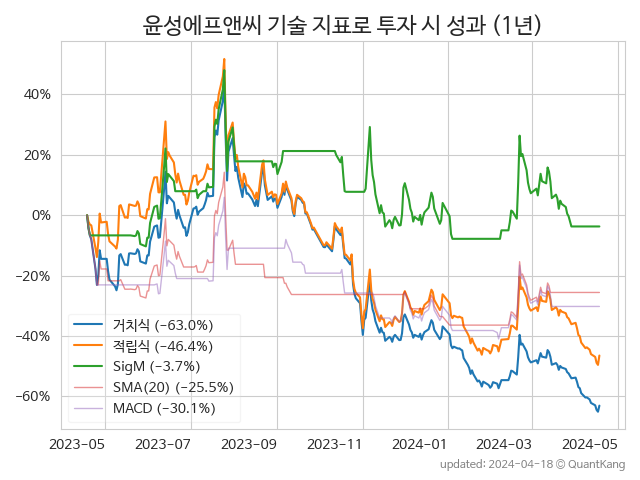 윤성에프앤씨 기술 지표로 투자 시 성과 (1년)
40%
20%
0%
−20%
−40%
−60%
거치식 (−63.0%)
적립식 (−46.4%)
SigM (−3.7%)
SMA(20) (−25.5%)
MACD (−30.1%)
2023-05
2023-07
2023-09
2023-11
2024-01
2024-03
2024-05
updated: 2024-04-18 © QuantKang